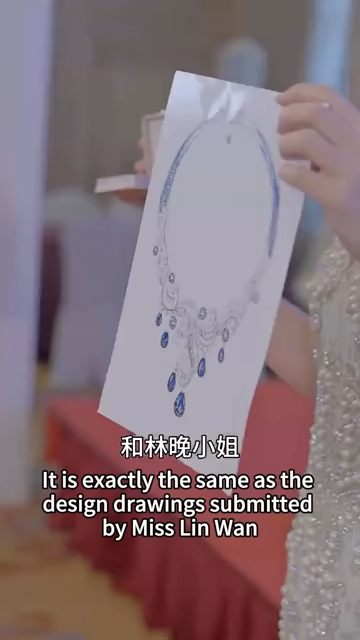 和林晚小姐
It is exactly the same as the
design drawings submitted
by Miss Lin Wan